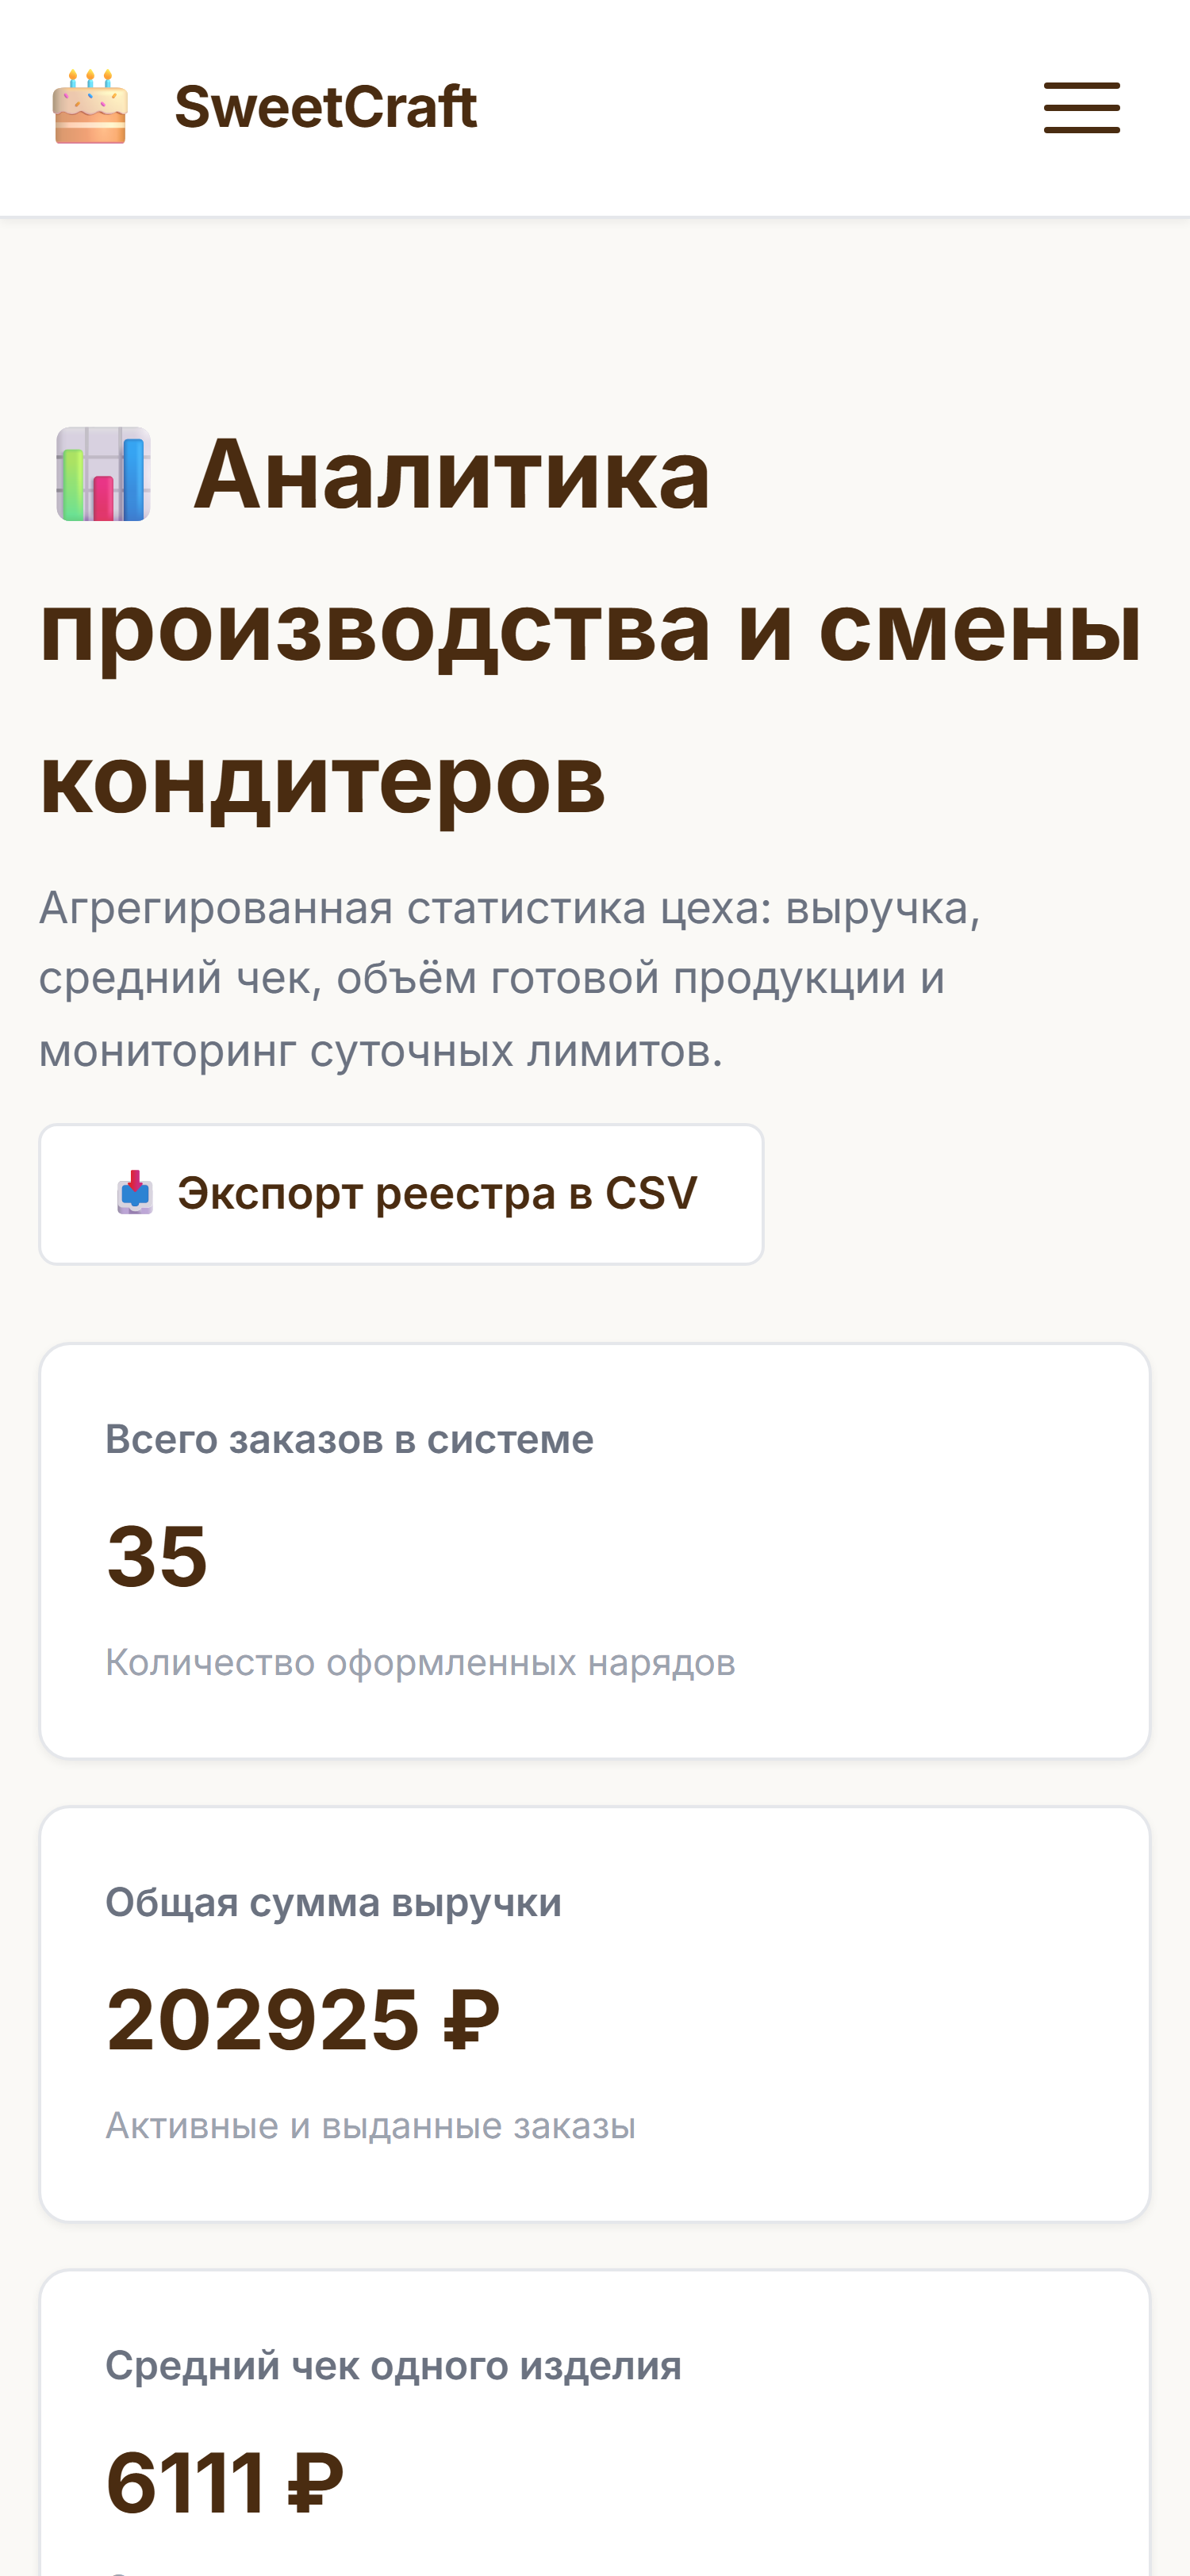 SweetCraft
Аналитика
производства и смены
кондитеров
Агрегированная статистика цеха: выручка,
средний чек, объём готовой продукции и
мониторинг суточных лимитов.
Экспорт реестра в CSV
Всего заказов в системе
35
Количество оформленных нарядов
Общая сумма выручки
202925 ₽
Активные и выданные заказы
Средний чек одного изделия
6111 ₽